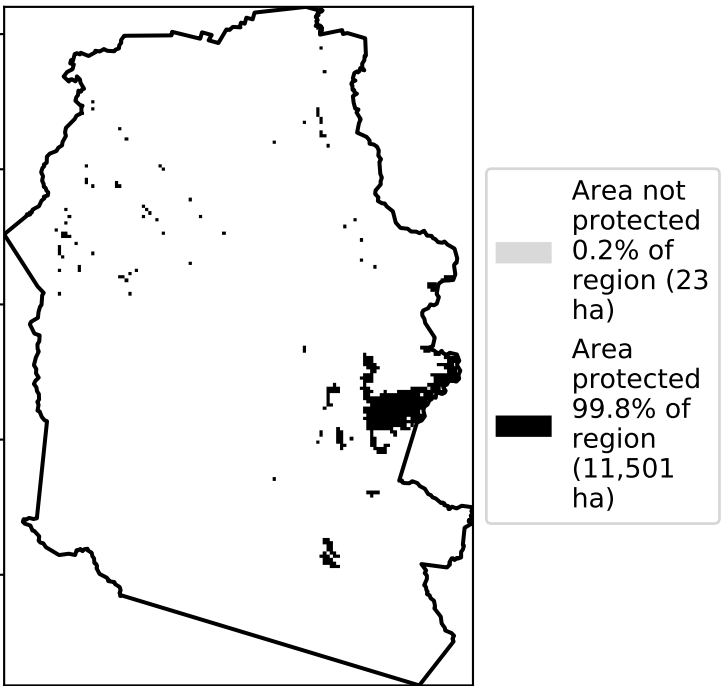 Area not
protected
0.2% of
region (23
ha)
Area
protected
99.8% of
region
(11,501
ha)